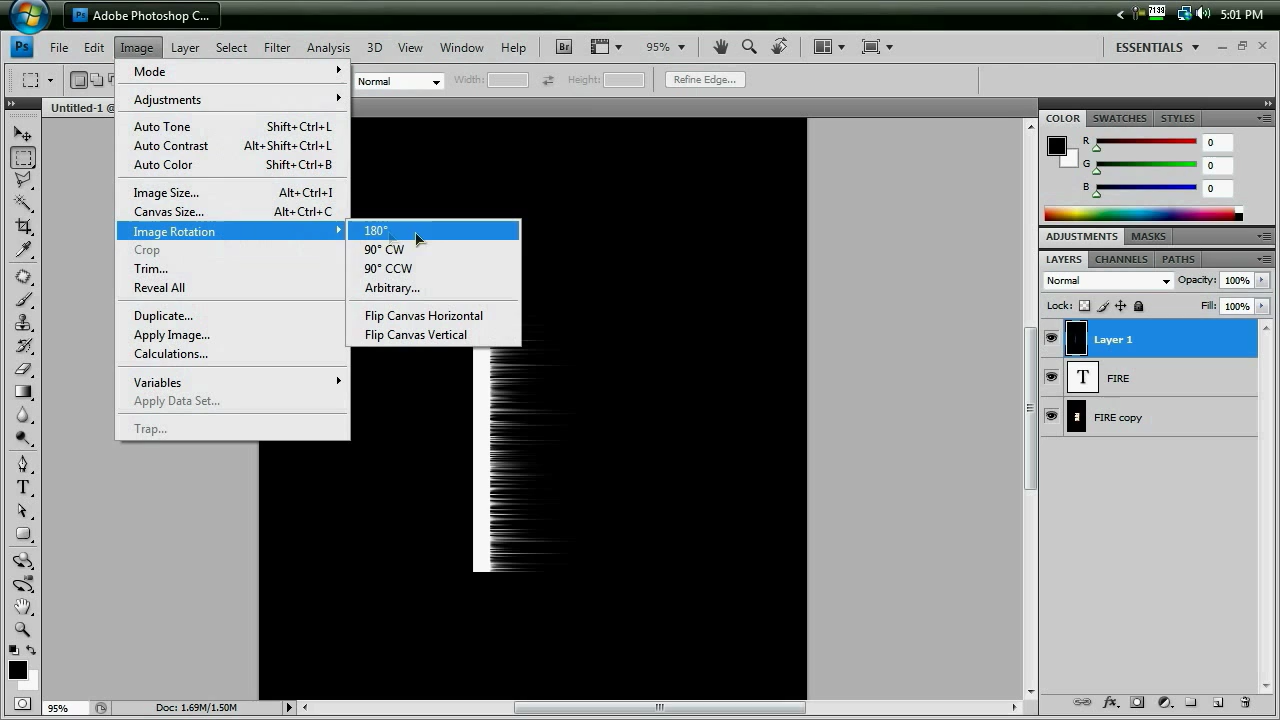 Adobe Photoshop C...
7139
5:01 PM
Ps
File Edit Image Layer Select Filter Analysis 3D View Window Help
Br
95%
ESSENTIALS
Normal
Width:
Height:
Refine Edge...
Untitled-1 @
Mode
Adjustments
Auto Tone Shift+Ctrl+L
Auto Contrast Alt+Shift+Ctrl+L
Auto Color Shift+Ctrl+B
Image Size... Alt+Ctrl+I
Canvas Size... Alt+Ctrl+C
Image Rotation
Crop
Trim...
Reveal All
Duplicate...
Apply Image...
Apply Data Set...
Trap...
180°
90° CW
90° CCW
Arbitrary...
Flip Canvas Horizontal
Flip Canvas Vertical
COLOR SWATCHES STYLES
R 0
G 0
B 0
ADJUSTMENTS MASKS
LAYERS CHANNELS PATHS
Normal Opacity: 100%
Lock: Fill: 100%
Layer 1
T FIRE
FIRE copy
95% Doc: 1.69M/1.50M